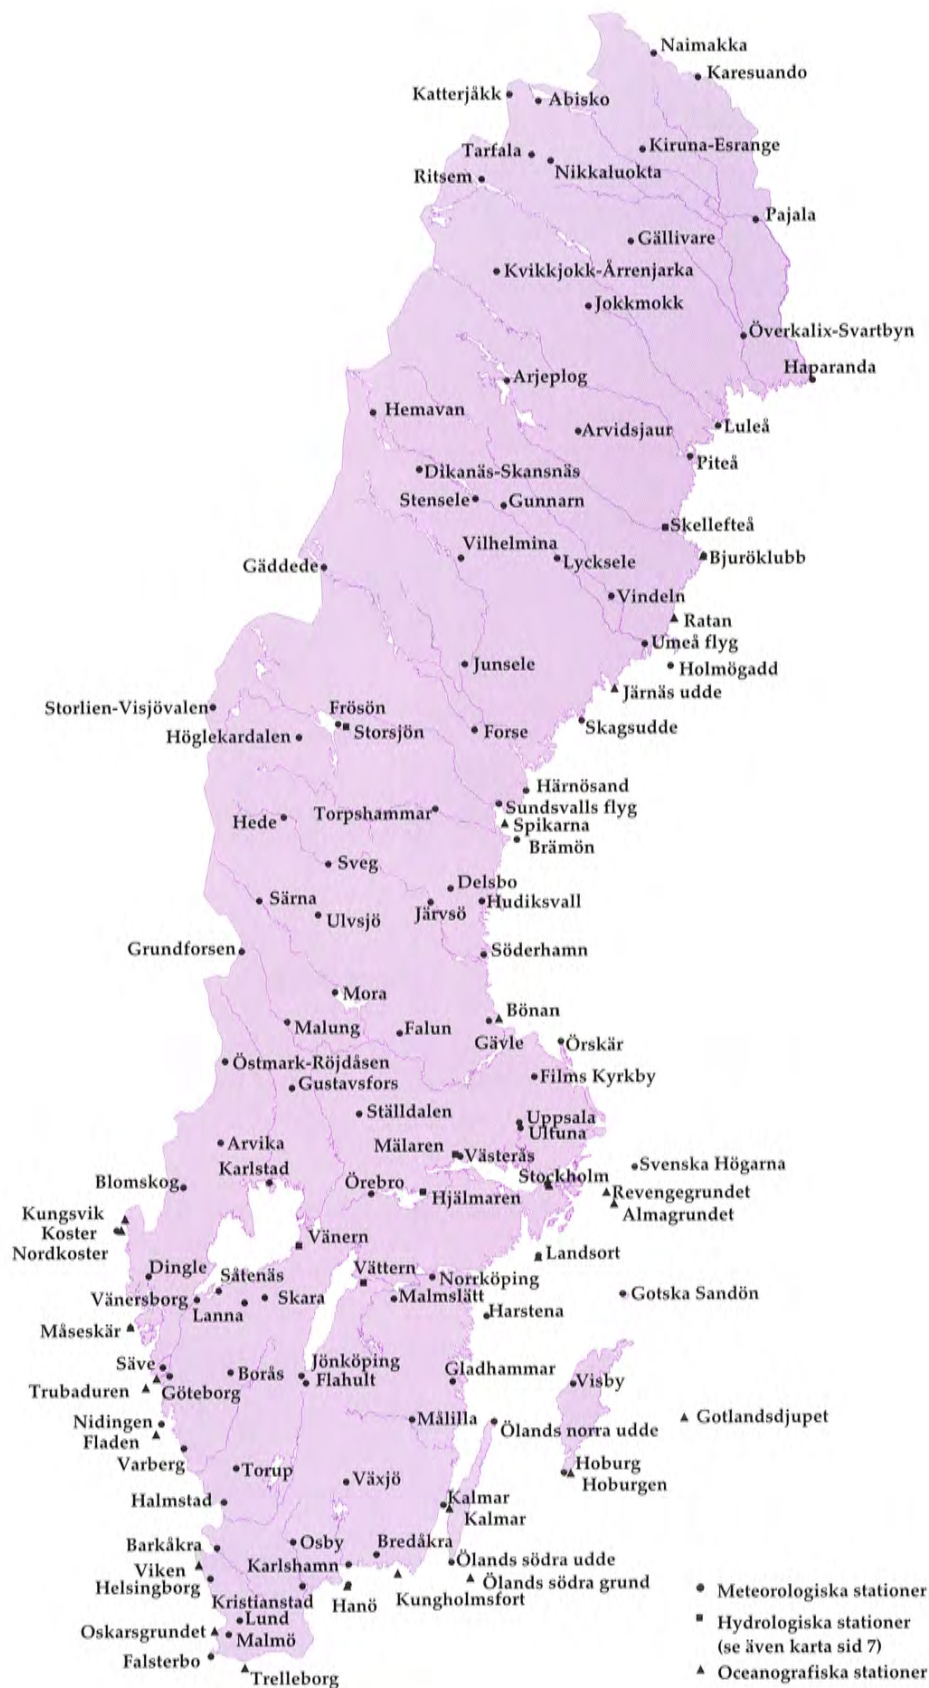 Naimakka
Karesuando
Katterjåkk
Abisko
Kiruna-Esrange
Tarfala
Nikkaluokta
Ritsem
Pajala
Gällivare
Kvikkjokk-Årrenjarka
Jokkmokk
Överkalix-Svartbyn
Haparanda
Arjeplog
Hemavan
Luleå
Arvidsjaur
Piteå
Dikanäs-Skansnäs
Stensele
Gunnarn
Skellefteå
Vilhelmina
Lycksele
Bjuröklubb
Gäddede
Vindeln
Ratan
Umeå flyg
Junsele
Holmögadd
Järnäs udde
Storlien-Visjövalen
Frösön
Storsjön
Forse
Skagsudde
Höglekardalen
Härnösand
Sundsvalls flyg
Torpshammar
Hede
Spikarna
Brämön
Sveg
Delsbo
Särna
Järvsö
Hudiksvall
Ulvsjö
Grundforsen
Söderhamn
Mora
Bönan
Malung
Falun
Gävle
Örskär
Östmark-Röjdåsen
Gustavsfors
Films Kyrkby
Ställdalen
Uppsala
Ultuna
Arvika
Mälaren
Västerås
Karlstad
Svenska Högarna
Blomskog
Örebro
Stockholm
Hjälmaren
Revengegrundet
Almagrundet
Kungsvik
Koster
Nordkoster
Vänern
Landsort
Dingle
Såtenäs
Vättern
Norrköping
Vänersborg
Lanna
Skara
Malmslätt
Gotska Sandön
Harstena
Måseskär
Säve
Borås
Jönköping
Flahult
Gladhammar
Visby
Trubaduren
Göteborg
Nidingen
Fladen
Målilla
Ölands norra udde
Gotlandsdjupet
Varberg
Torup
Växjö
Hoburg
Hoburgen
Halmstad
Kalmar
Kalmar
Barkåkra
Osby
Bredåkra
Viken
Karlshamn
Ölands södra udde
Helsingborg
Kristianstad
Hanö
Kungholmsfort
Ölands södra grund
Lund
Oskarsgrundet
Malmö
Falsterbo
Trelleborg
Meteorologiska stationer
Hydrologiska stationer
(se även karta sid 7)
Oceanografiska stationer